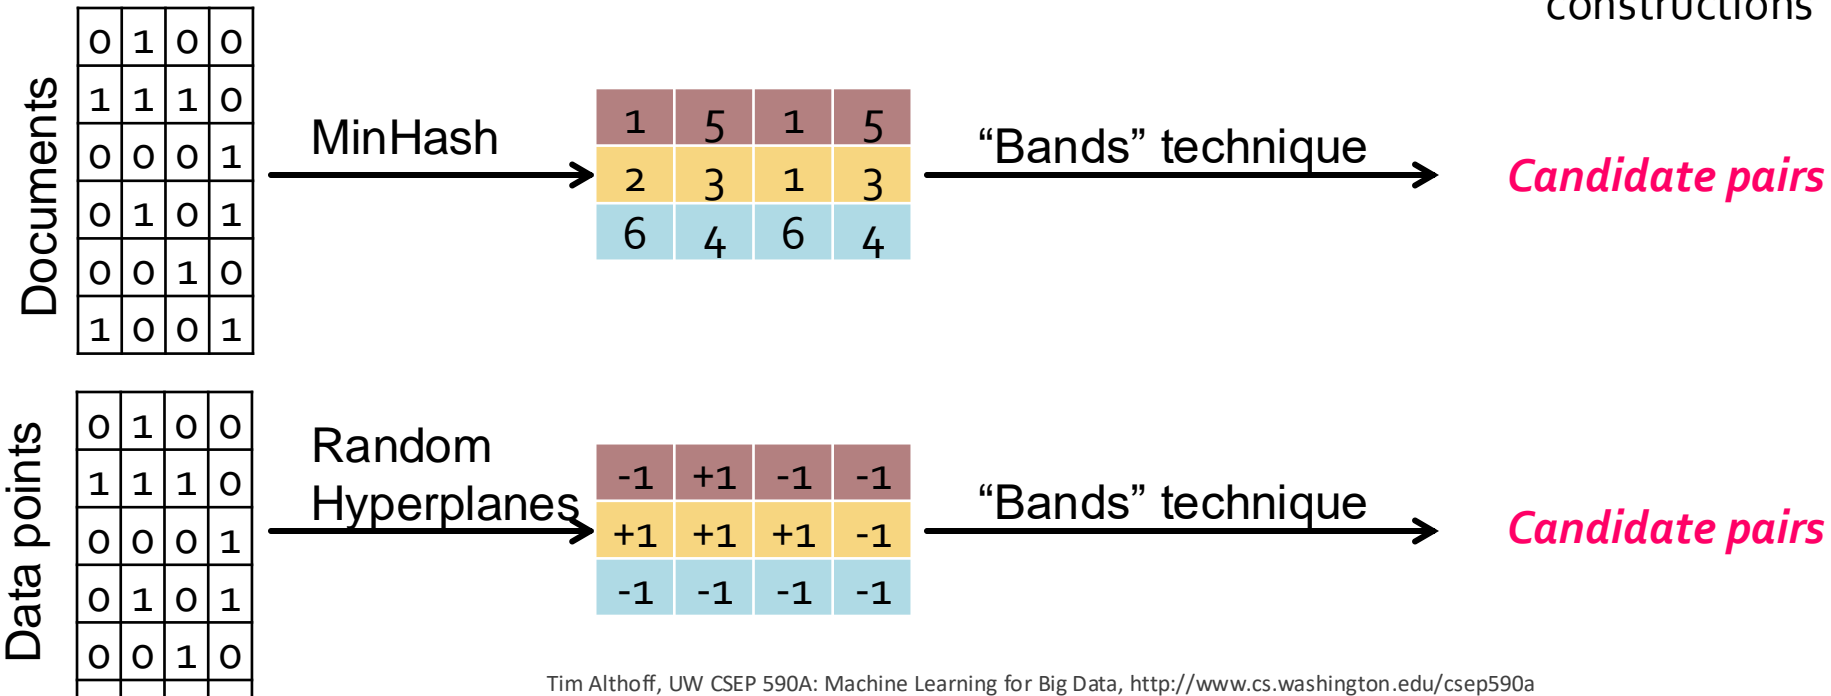 constructions
Documents
0 1 0 0
1 1 1 0
0 0 0 1
0 1 0 1
0 0 1 0
1 0 0 1
MinHash
1 5 1 5
2 3 1 3
6 4 6 4
“Bands” technique
Candidate pairs
Data points
0 1 0 0
1 1 1 0
0 0 0 1
0 1 0 1
0 0 1 0
Random
Hyperplanes
-1 +1 -1 -1
+1 +1 +1 -1
-1 -1 -1 -1
“Bands” technique
Candidate pairs
Tim Althoff, UW CSEP 590A: Machine Learning for Big Data, http://www.cs.washington.edu/csep590a